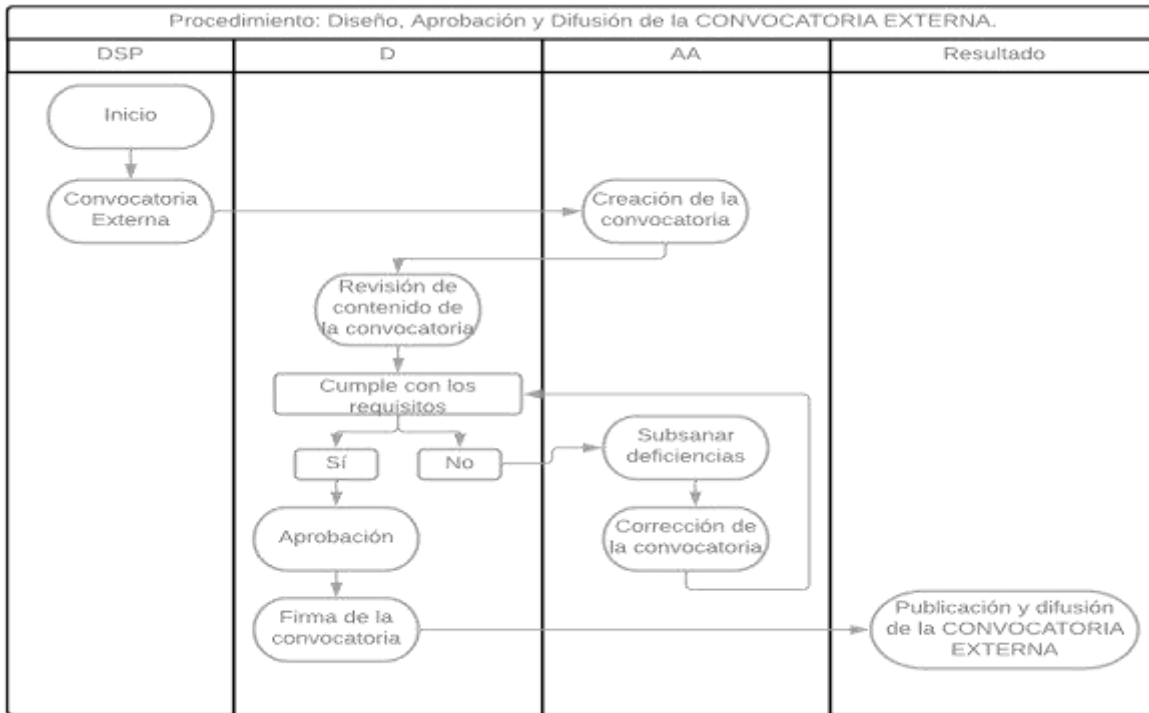 Procedimiento: Diseño, Aprobación y Difusión de la CONVOCATORIA EXTERNA.
DSP
D
AA
Resultado
Inicio
Convocatoria
Externa
Creación de la
convocatoria
Revisión de
contenido de
la convocatoria
Cumple con los
requisitos
Sí
No
Subsanar
deficiencias
Aprobación
Corrección de
la convocatoria
Firma de la
convocatoria
Publicación y difusión
de la CONVOCATORIA
EXTERNA